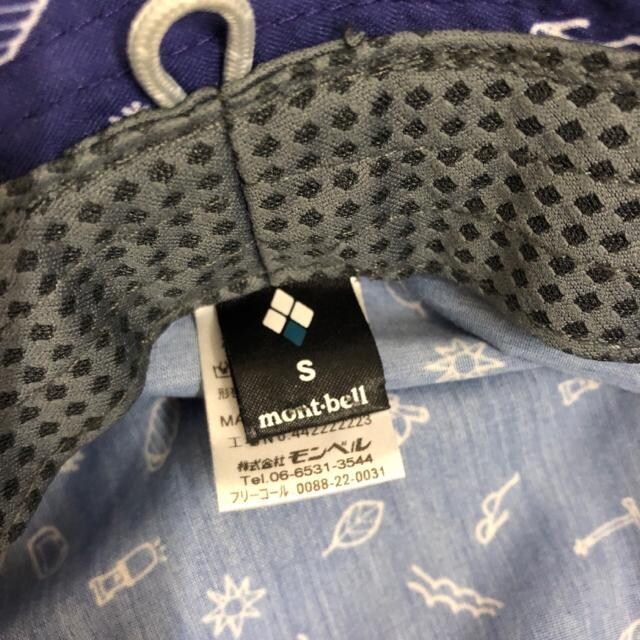 S
mont-bell
株式会社 モンベル
Tel.06-6531-3544
フリーコール 0088-22-0031